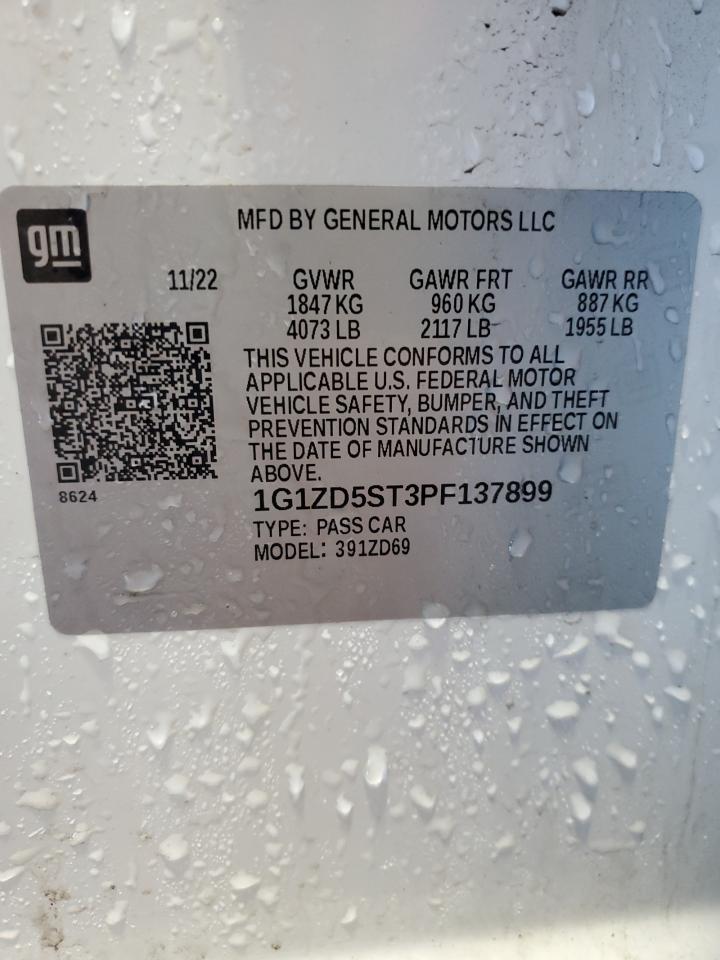 gm
MFD BY GENERAL MOTORS LLC
11/22 GVWR GAWR FRT GAWR RR
1847 KG 960 KG 887 KG
4073 LB 2117 LB 1955 LB
THIS VEHICLE CONFORMS TO ALL
APPLICABLE U.S. FEDERAL MOTOR
VEHICLE SAFETY, BUMPER, AND THEFT
PREVENTION STANDARDS IN EFFECT ON
THE DATE OF MANUFACTURE SHOWN
ABOVE.
8624
1G1ZD5ST3PF137899
TYPE: PASS CAR
MODEL: 391ZD69